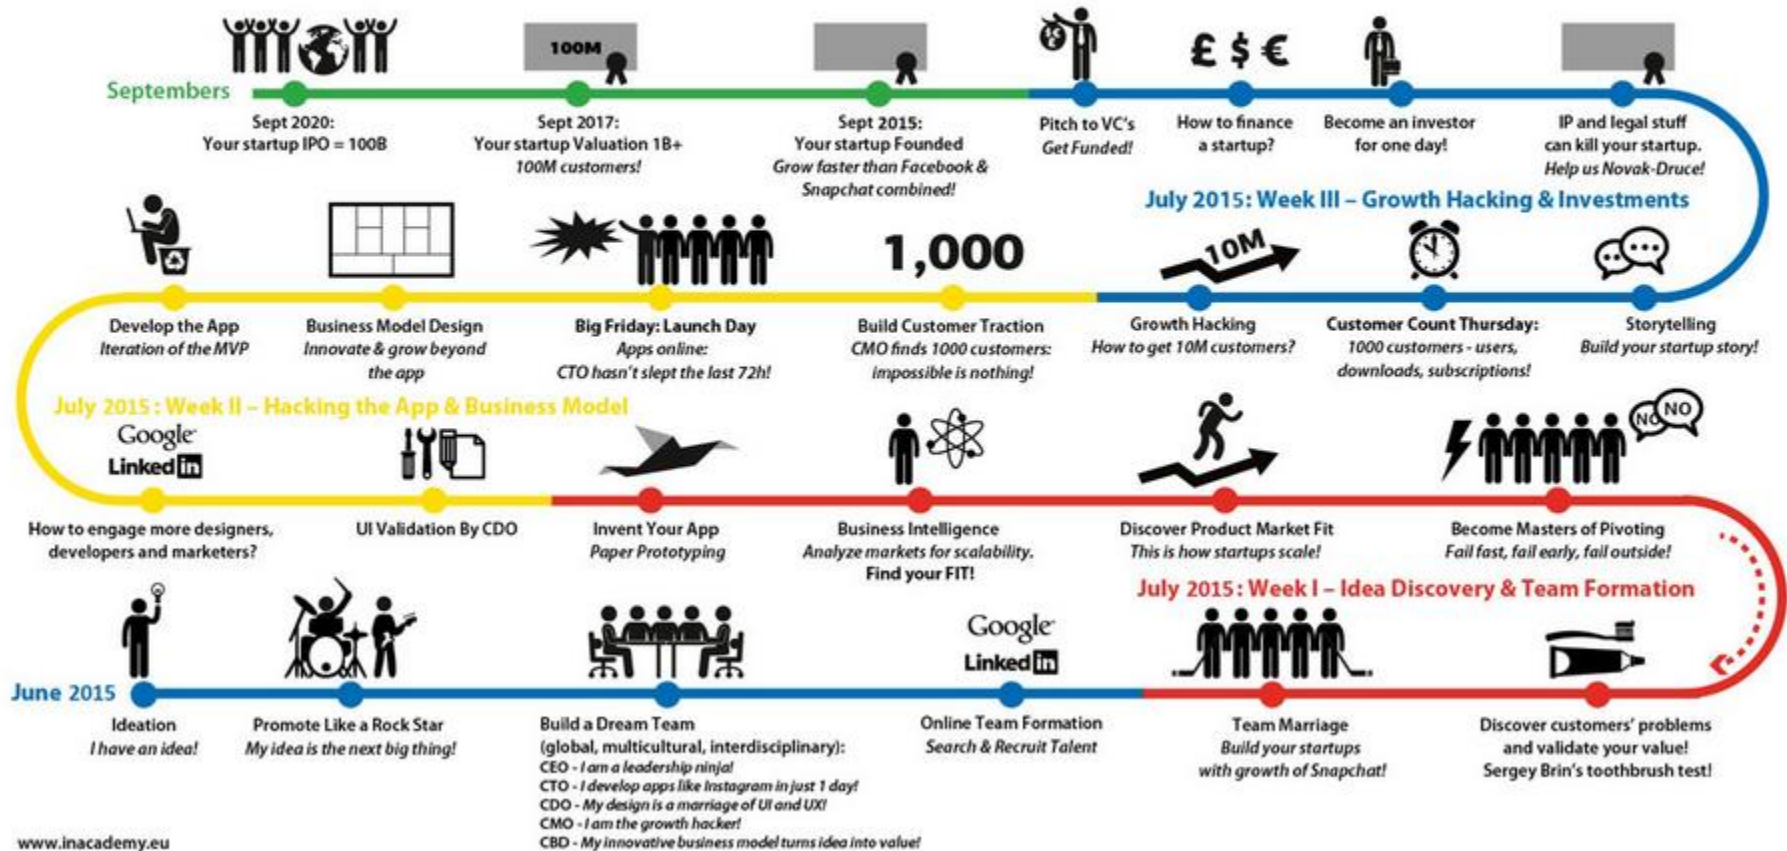 100M
£ $ €
Septembers
Sept 2020:
Your startup IPO = 100B
Sept 2017:
Your startup Valuation 1B+
100M customers!
Sept 2015:
Your startup Founded
Grow faster than Facebook &
Snapchat combined!
Pitch to VC's
Get Funded!
How to finance
a startup?
Become an investor
for one day!
IP and legal stuff
can kill your startup.
Help us Novak-Druce!
July 2015: Week III – Growth Hacking & Investments
1,000
10M
Develop the App
Iteration of the MVP
Business Model Design
Innovate & grow beyond
the app
Big Friday: Launch Day
Apps online:
CTO hasn't slept the last 72h!
Build Customer Traction
CMO finds 1000 customers:
impossible is nothing!
Growth Hacking
How to get 10M customers?
Customer Count Thursday:
1000 customers - users,
downloads, subscriptions!
Storytelling
Build your startup story!
July 2015: Week II – Hacking the App & Business Model
Google
Linked in
NO
NO
How to engage more designers,
developers and marketers?
UI Validation By CDO
Invent Your App
Paper Prototyping
Business Intelligence
Analyze markets for scalability.
Find your FIT!
Discover Product Market Fit
This is how startups scale!
Become Masters of Pivoting
Fail fast, fail early, fail outside!
July 2015: Week I – Idea Discovery & Team Formation
Google
Linked in
June 2015
Ideation
I have an idea!
Promote Like a Rock Star
My idea is the next big thing!
Build a Dream Team
(global, multicultural, interdisciplinary):
CEO - I am a leadership ninja!
CTO - I develop apps like Instagram in just 1 day!
CDO - My design is a marriage of UI and UX!
CMO - I am the growth hacker!
CBD - My innovative business model turns idea into value!
Online Team Formation
Search & Recruit Talent
Team Marriage
Build your startups
with growth of Snapchat!
Discover customers' problems
and validate your value!
Sergey Brin's toothbrush test!
www.inacademy.eu